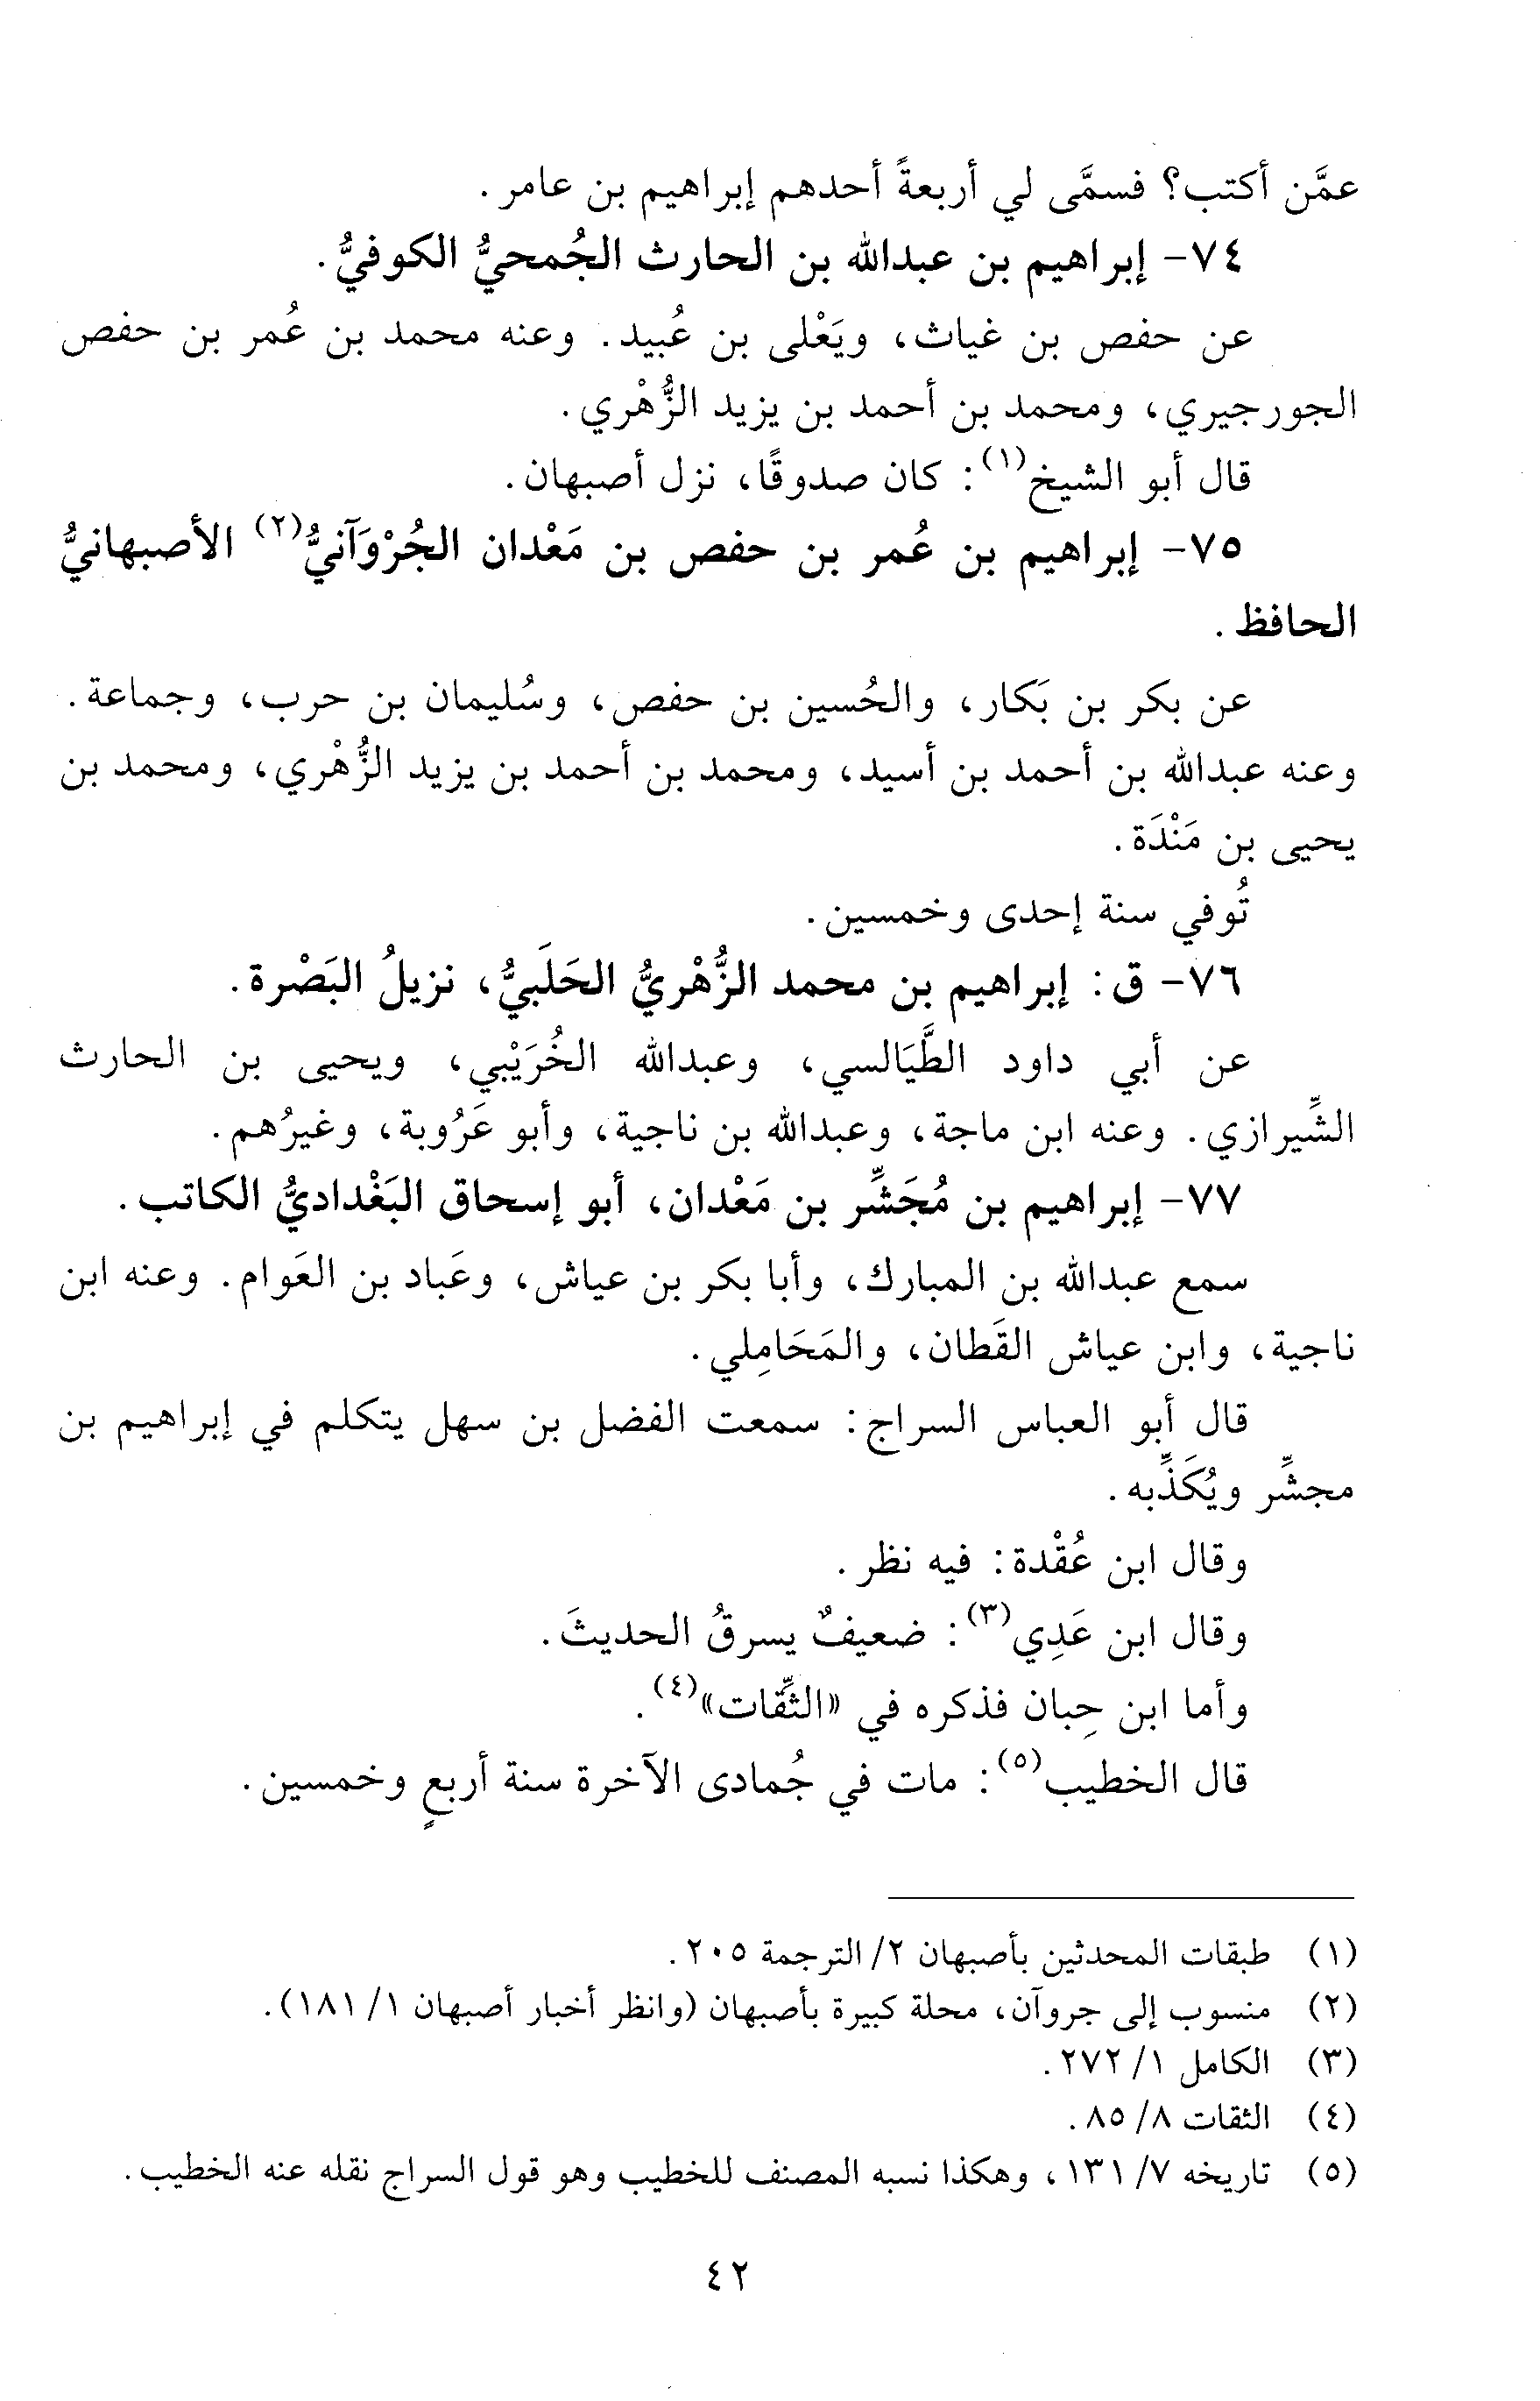 عمَّن أكتب؟ فسمَّى لي أربعةً أحدهم إبراهيم بن عامر.
٧٤- إبراهيم بن عبدالله بن الحارث الجُمحيُّ الكوفيُّ.
عن حفص بن غياث، ويَعْلى بن عُبيد. وعنه محمد بن عُمر بن حفص
الجورجيري، ومحمد بن أحمد بن يزيد الزُّهْري.
قال أبو الشيخ(١): كان صدوقًا، نزل أصبهان.
٧٥- إبراهيم بن عُمر بن حفص بن مَعْدان الجُرْوَآنيُّ(٢) الأصبهانيُّ
الحافظ.
عن بكر بن بَكار، والحُسين بن حفص، وسُليمان بن حرب، وجماعة.
وعنه عبدالله بن أحمد بن أسيد، ومحمد بن أحمد بن يزيد الزُّهْري، ومحمد بن
يحيى بن مَنْدَة.
تُوفي سنة إحدى وخمسين.
٧٦- ق: إبراهيم بن محمد الزُّهْريُّ الحَلَبيُّ، نزيلُ البَصْرة.
عن أبي داود الطَّيَالسي، وعبدالله الخُرَيْبي، ويحيى بن الحارث
الشِّيرازي. وعنه ابن ماجة، وعبدالله بن ناجية، وأبو عَرُوبة، وغيرُهم.
٧٧- إبراهيم بن مُجَشِّر بن مَعْدان، أبو إسحاق البَغْداديُّ الكاتب.
سمع عبدالله بن المبارك، وأبا بكر بن عياش، وعَباد بن العَوام. وعنه ابن
ناجية، وابن عياش القَطان، والمَحَامِلي.
قال أبو العباس السراج: سمعت الفضل بن سهل يتكلم في إبراهيم بن
مجشِّر ويُكَذِّبه.
وقال ابن عُقْدة: فيه نظر.
وقال ابن عَدِي(٣): ضعيفٌ يسرقُ الحديثَ.
وأما ابن حِبان فذكره في «الثِّقات»(٤).
قال الخطيب(٥): مات في جُمادى الآخرة سنة أربعٍ وخمسين.
(١) طبقات المحدثين بأصبهان ٢/ الترجمة ٢٠٥.
(٢) منسوب إلى جروآن، محلة كبيرة بأصبهان (وانظر أخبار أصبهان ١/ ١٨١).
(٣) الكامل ١/ ٢٧٢.
(٤) الثقات ٨/ ٨٥.
(٥) تاريخه ٧/ ١٣١، وهكذا نسبه المصنف للخطيب وهو قول السراج نقله عنه الخطيب.
٤٢